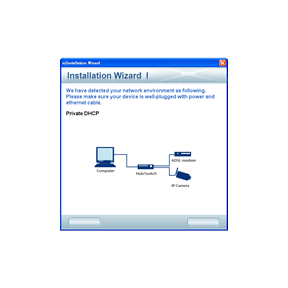 Installation Wizard
Installation Wizard I
We have detected your network environment as following.
Please make sure your device is well-plugged with power and
ethernet cable.
Private DHCP
ADSL modem
Computer
Hub/Switch
IP Camera